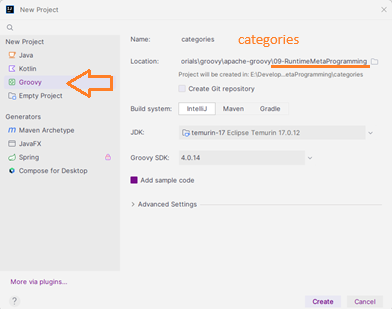 New Project
New Project
Java
Kotlin
Groovy
Empty Project
Generators
Maven Archetype
JavaFX
Spring
Compose for Desktop
More via plugins...
Name: categories categories
Location: orials\groovy\apache-groovy\09-RuntimeMetaProgramming
Project will be created in: E:\Develop...etaProgramming\categories
Create Git repository
Build system: IntelliJ Maven Gradle
JDK: temurin-17 Eclipse Temurin 17.0.12
Groovy SDK: 4.0.14
Add sample code
Advanced Settings
? Create Cancel